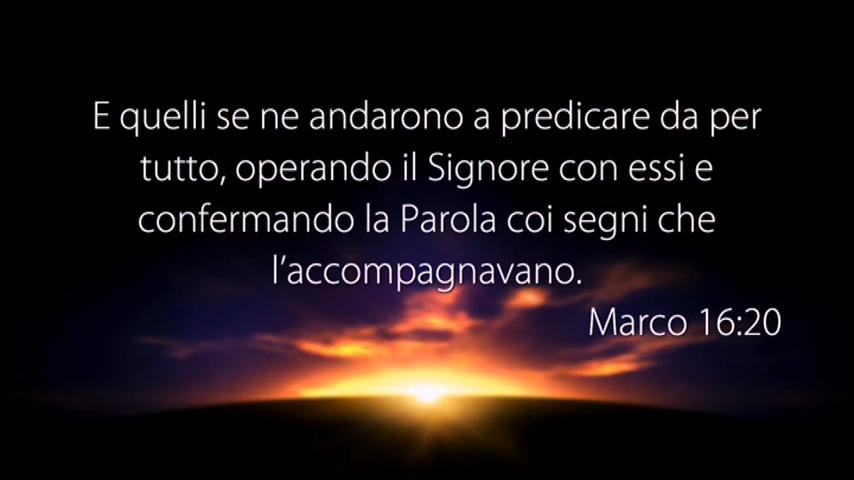 E quelli se ne andarono a predicare da per
tutto, operando il Signore con essi e
confermando la Parola coi segni che
l’accompagnavano.
Marco 16:20